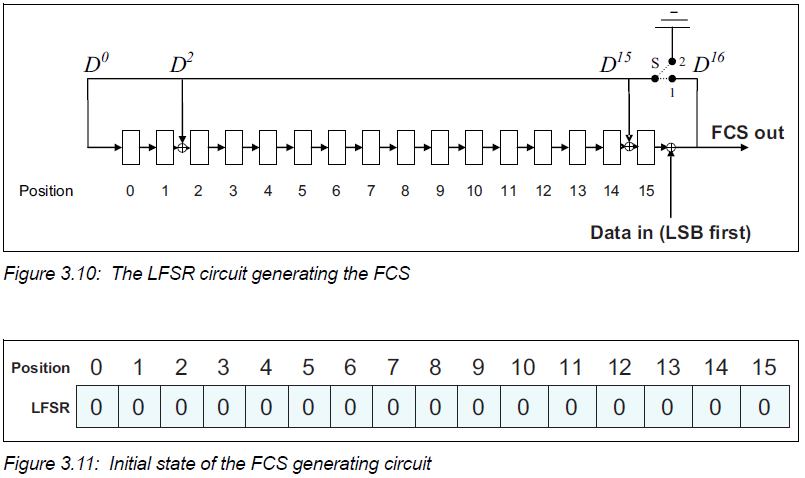 D⁰ D² D¹⁵ S 2 D¹⁶
1
FCS out
Position 0 1 2 3 4 5 6 7 8 9 10 11 12 13 14 15
Data in (LSB first)
Figure 3.10: The LFSR circuit generating the FCS
Position 0 1 2 3 4 5 6 7 8 9 10 11 12 13 14 15
LFSR 0 0 0 0 0 0 0 0 0 0 0 0 0 0 0 0
Figure 3.11: Initial state of the FCS generating circuit